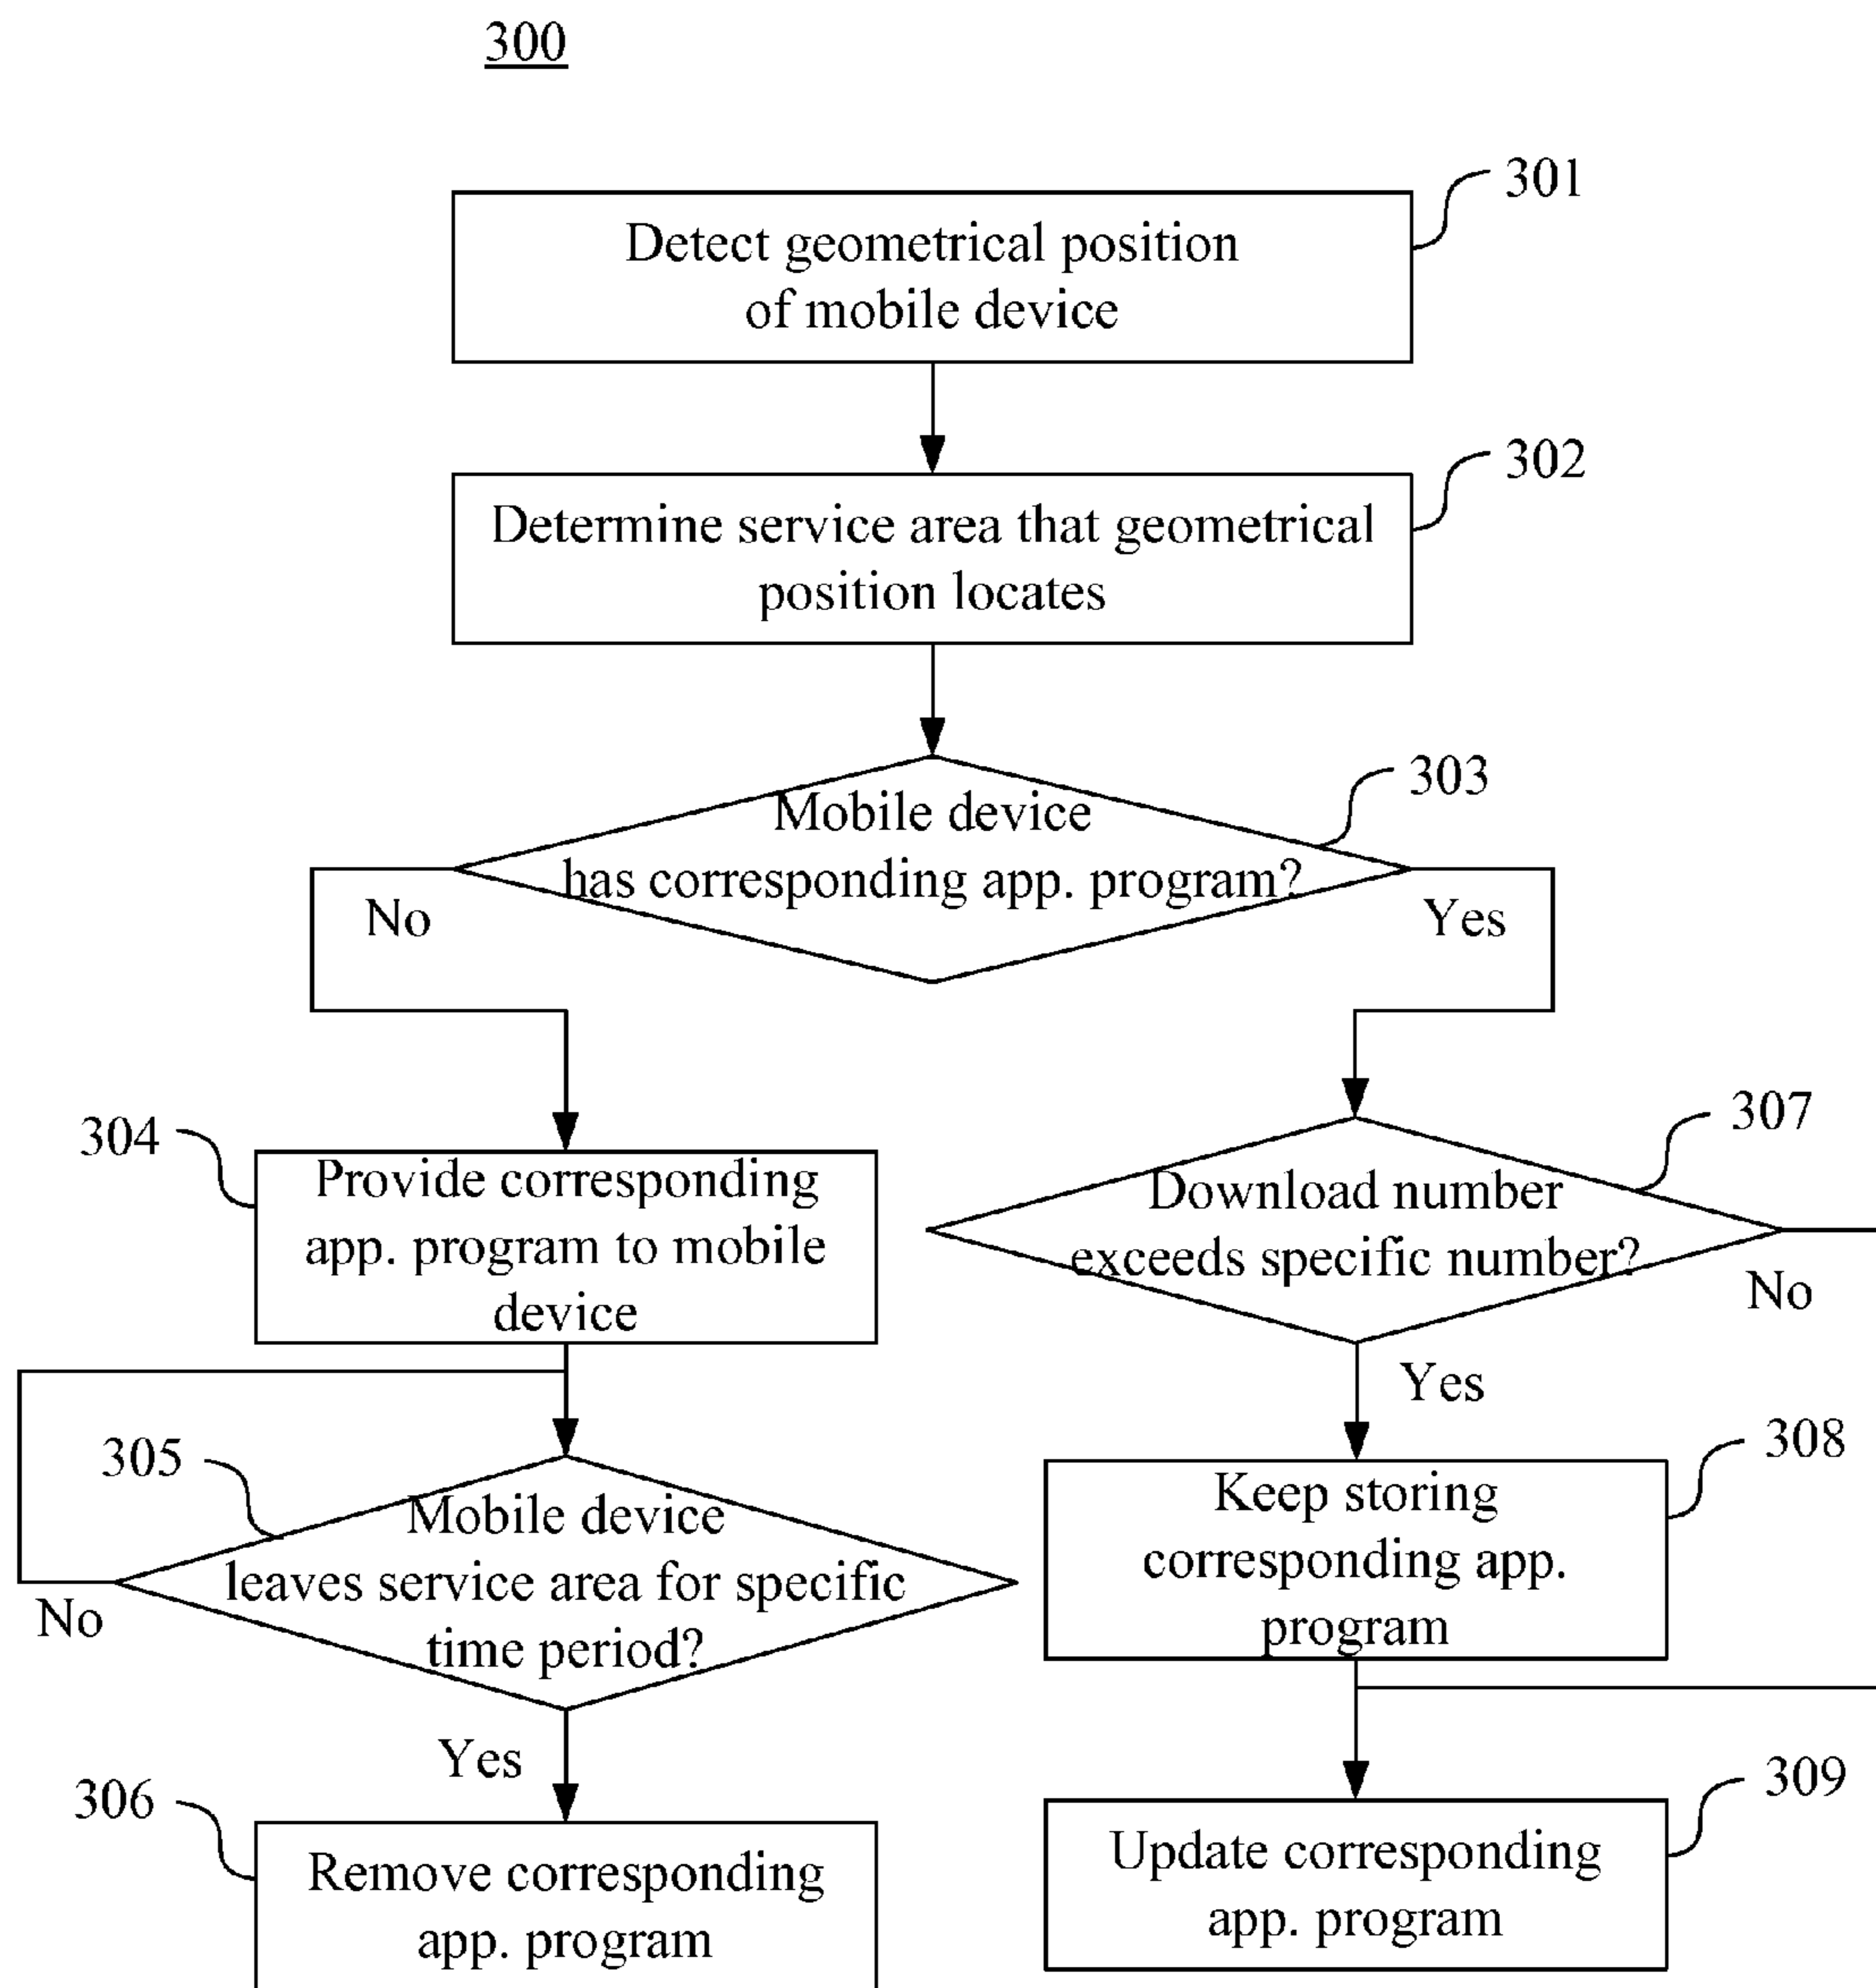 300
301
Detect geometrical position
of mobile device
302
Determine service area that geometrical
position locates
303
Mobile device
has corresponding app. program?
No
Yes
304
Provide corresponding
app. program to mobile
device
307
Download number
exceeds specific number?
No
Yes
305
Mobile device
leaves service area for specific
time period?
No
308
Keep storing
corresponding app.
program
Yes
306
Remove corresponding
app. program
309
Update corresponding
app. program